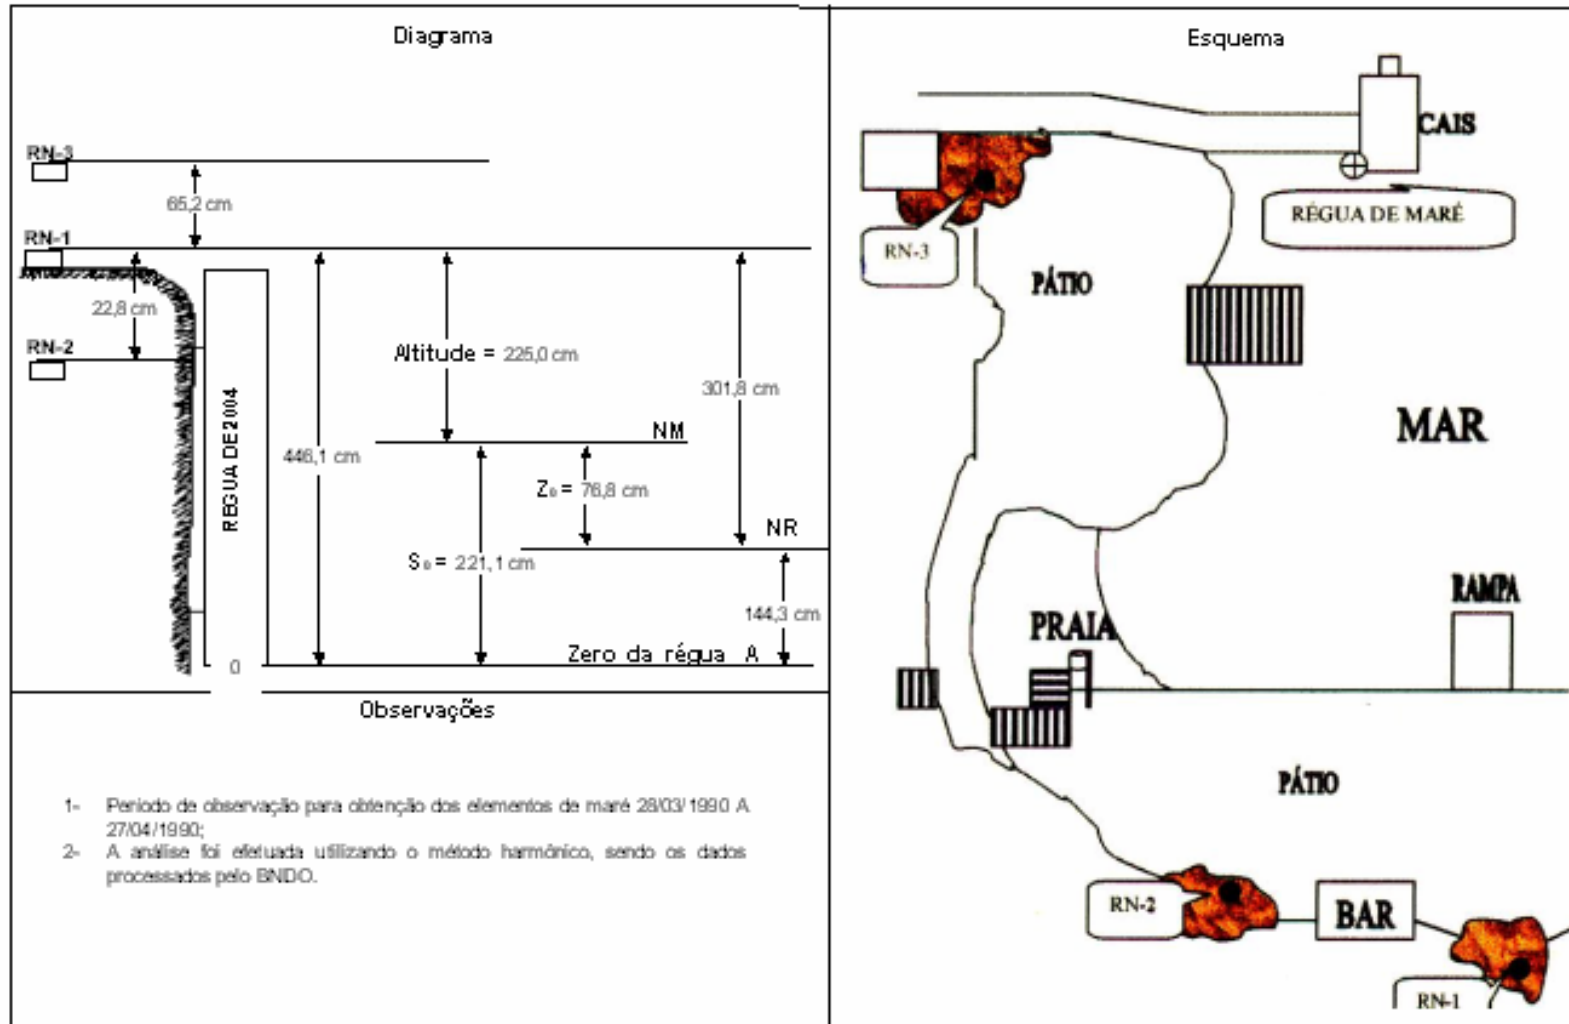 Diagrama
RN-3
65,2 cm
RN-1
22,8 cm
RN-2
REGUA DE 2004
Altitude = 225,0 cm
301,8 cm
NM
446,1 cm
Z₀ = 76,8 cm
NR
S₀ = 221,1 cm
144,3 cm
Zero da régua A
0
Observações
1- Período de observação para obtenção dos elementos de maré 28/03/1990 A
27/04/1990;
2- A análise foi efetuada utilizando o método harmônico, sendo os dados
processados pelo BNDO.
Esquema
CAIS
RÉGUA DE MARÉ
RN-3
PÁTIO
MAR
RAMPA
PRAIA
PÁTIO
RN-2
BAR
RN-1